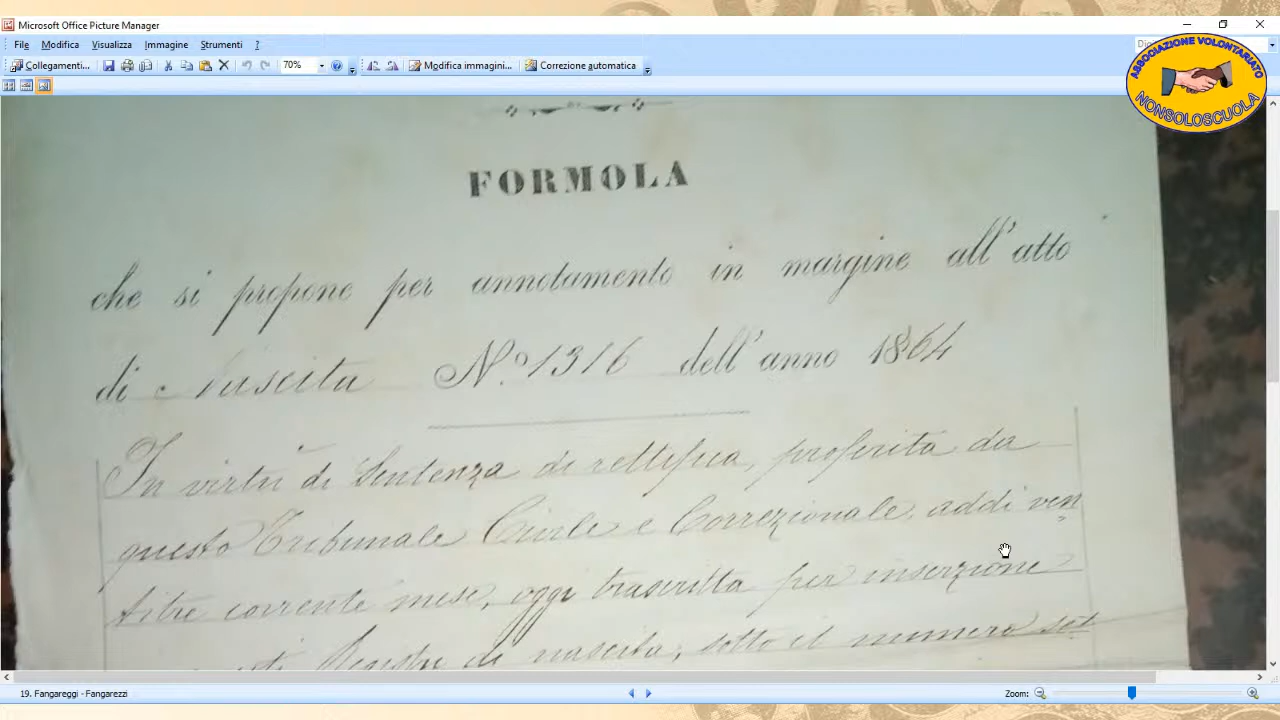 Microsoft Office Picture Manager
File Modifica Visualizza Immagine Strumenti ?
Collegamenti... 70% Modifica immagini... Correzione automatica
ASSOCIAZIONE VOLONTARIATO
NONSOLOSCUOLA
FORMOLA
che si propone per annotamento in margine all'atto
di Nascita N.º 1316 dell'anno 1864
In virtù di Sentenza di rettifica, proferita da
questo Tribunale Civile e Correzionale, addì ven
titre corrente mese, oggi trascritta per inserzione
Registri di nascita, sotto il numero set
19. Fangareggi - Fangarezzi
Zoom: